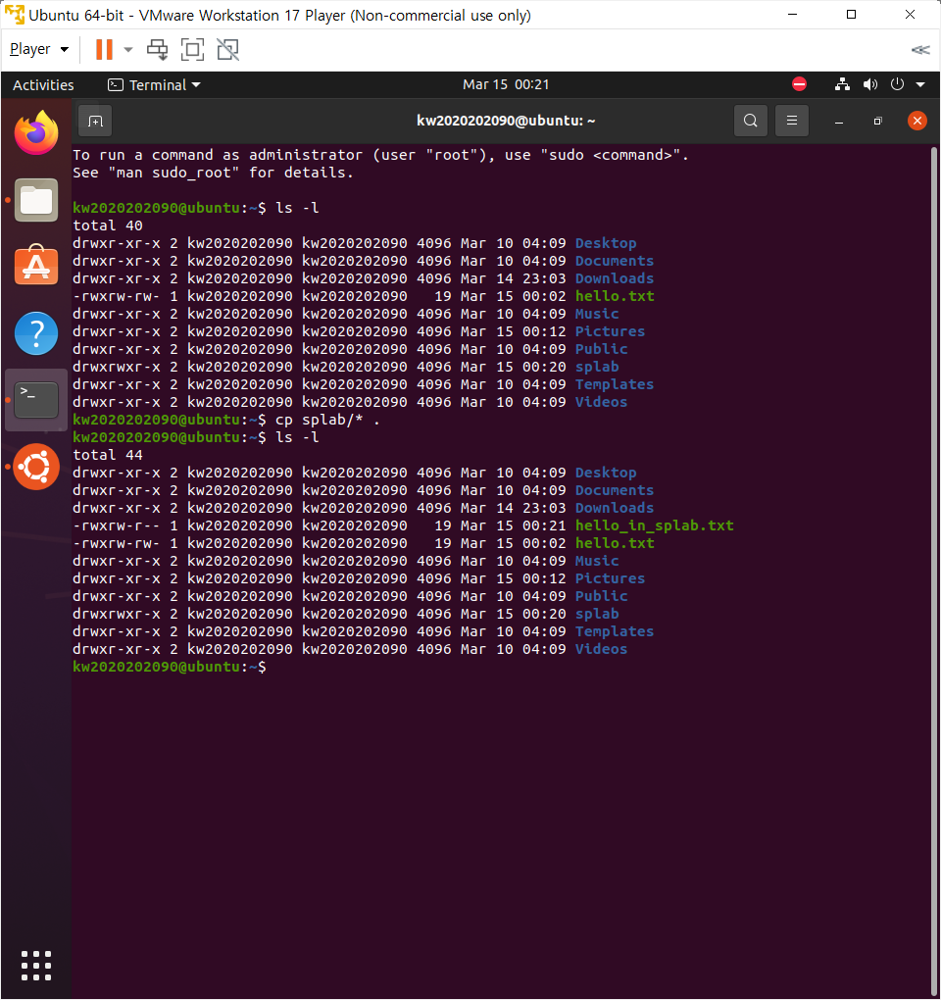 Ubuntu 64-bit - VMware Workstation 17 Player (Non-commercial use only)
Player
Activities Terminal Mar 15 00:21
kw2020202090@ubuntu: ~
To run a command as administrator (user "root"), use "sudo <command>".
See "man sudo_root" for details.
kw2020202090@ubuntu:~$ ls -l
total 40
drwxr-xr-x 2 kw2020202090 kw2020202090 4096 Mar 10 04:09 Desktop
drwxr-xr-x 2 kw2020202090 kw2020202090 4096 Mar 10 04:09 Documents
drwxr-xr-x 2 kw2020202090 kw2020202090 4096 Mar 14 23:03 Downloads
-rwxrw-rw- 1 kw2020202090 kw2020202090   19 Mar 15 00:02 hello.txt
drwxr-xr-x 2 kw2020202090 kw2020202090 4096 Mar 10 04:09 Music
drwxr-xr-x 2 kw2020202090 kw2020202090 4096 Mar 15 00:12 Pictures
drwxr-xr-x 2 kw2020202090 kw2020202090 4096 Mar 10 04:09 Public
drwxrwxr-x 2 kw2020202090 kw2020202090 4096 Mar 15 00:20 splab
drwxr-xr-x 2 kw2020202090 kw2020202090 4096 Mar 10 04:09 Templates
drwxr-xr-x 2 kw2020202090 kw2020202090 4096 Mar 10 04:09 Videos
kw2020202090@ubuntu:~$ cp splab/* .
kw2020202090@ubuntu:~$ ls -l
total 44
drwxr-xr-x 2 kw2020202090 kw2020202090 4096 Mar 10 04:09 Desktop
drwxr-xr-x 2 kw2020202090 kw2020202090 4096 Mar 10 04:09 Documents
drwxr-xr-x 2 kw2020202090 kw2020202090 4096 Mar 14 23:03 Downloads
-rwxrw-r-- 1 kw2020202090 kw2020202090   19 Mar 15 00:21 hello_in_splab.txt
-rwxrw-rw- 1 kw2020202090 kw2020202090   19 Mar 15 00:02 hello.txt
drwxr-xr-x 2 kw2020202090 kw2020202090 4096 Mar 10 04:09 Music
drwxr-xr-x 2 kw2020202090 kw2020202090 4096 Mar 15 00:12 Pictures
drwxr-xr-x 2 kw2020202090 kw2020202090 4096 Mar 10 04:09 Public
drwxrwxr-x 2 kw2020202090 kw2020202090 4096 Mar 15 00:20 splab
drwxr-xr-x 2 kw2020202090 kw2020202090 4096 Mar 10 04:09 Templates
drwxr-xr-x 2 kw2020202090 kw2020202090 4096 Mar 10 04:09 Videos
kw2020202090@ubuntu:~$